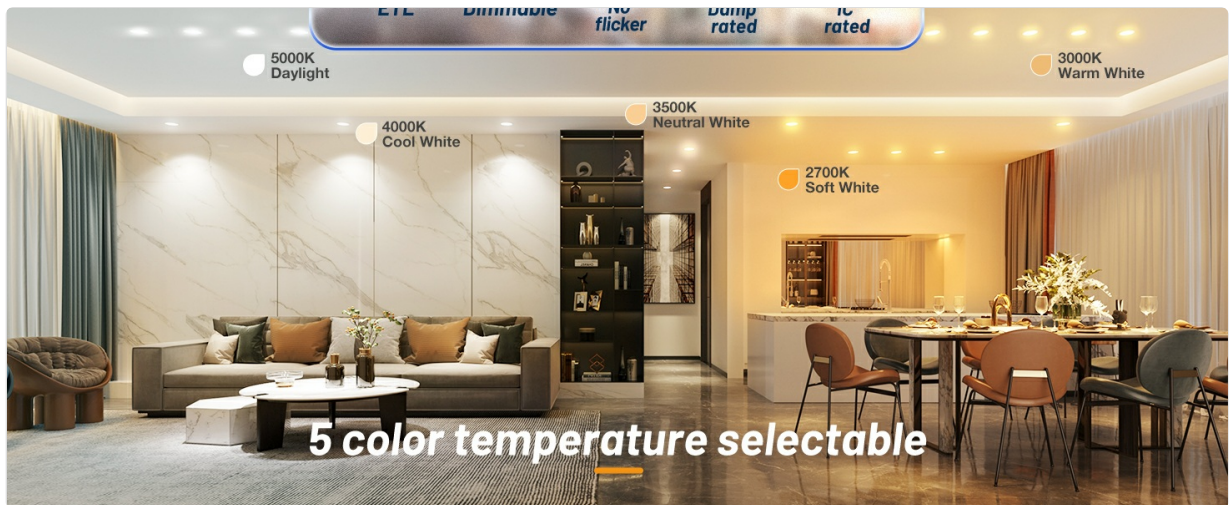 ETL
Dimmable
No
flicker
Damp
rated
IC
rated
5000K
Daylight
3000K
Warm White
3500K
Neutral White
4000K
Cool White
2700K
Soft White
5 color temperature selectable